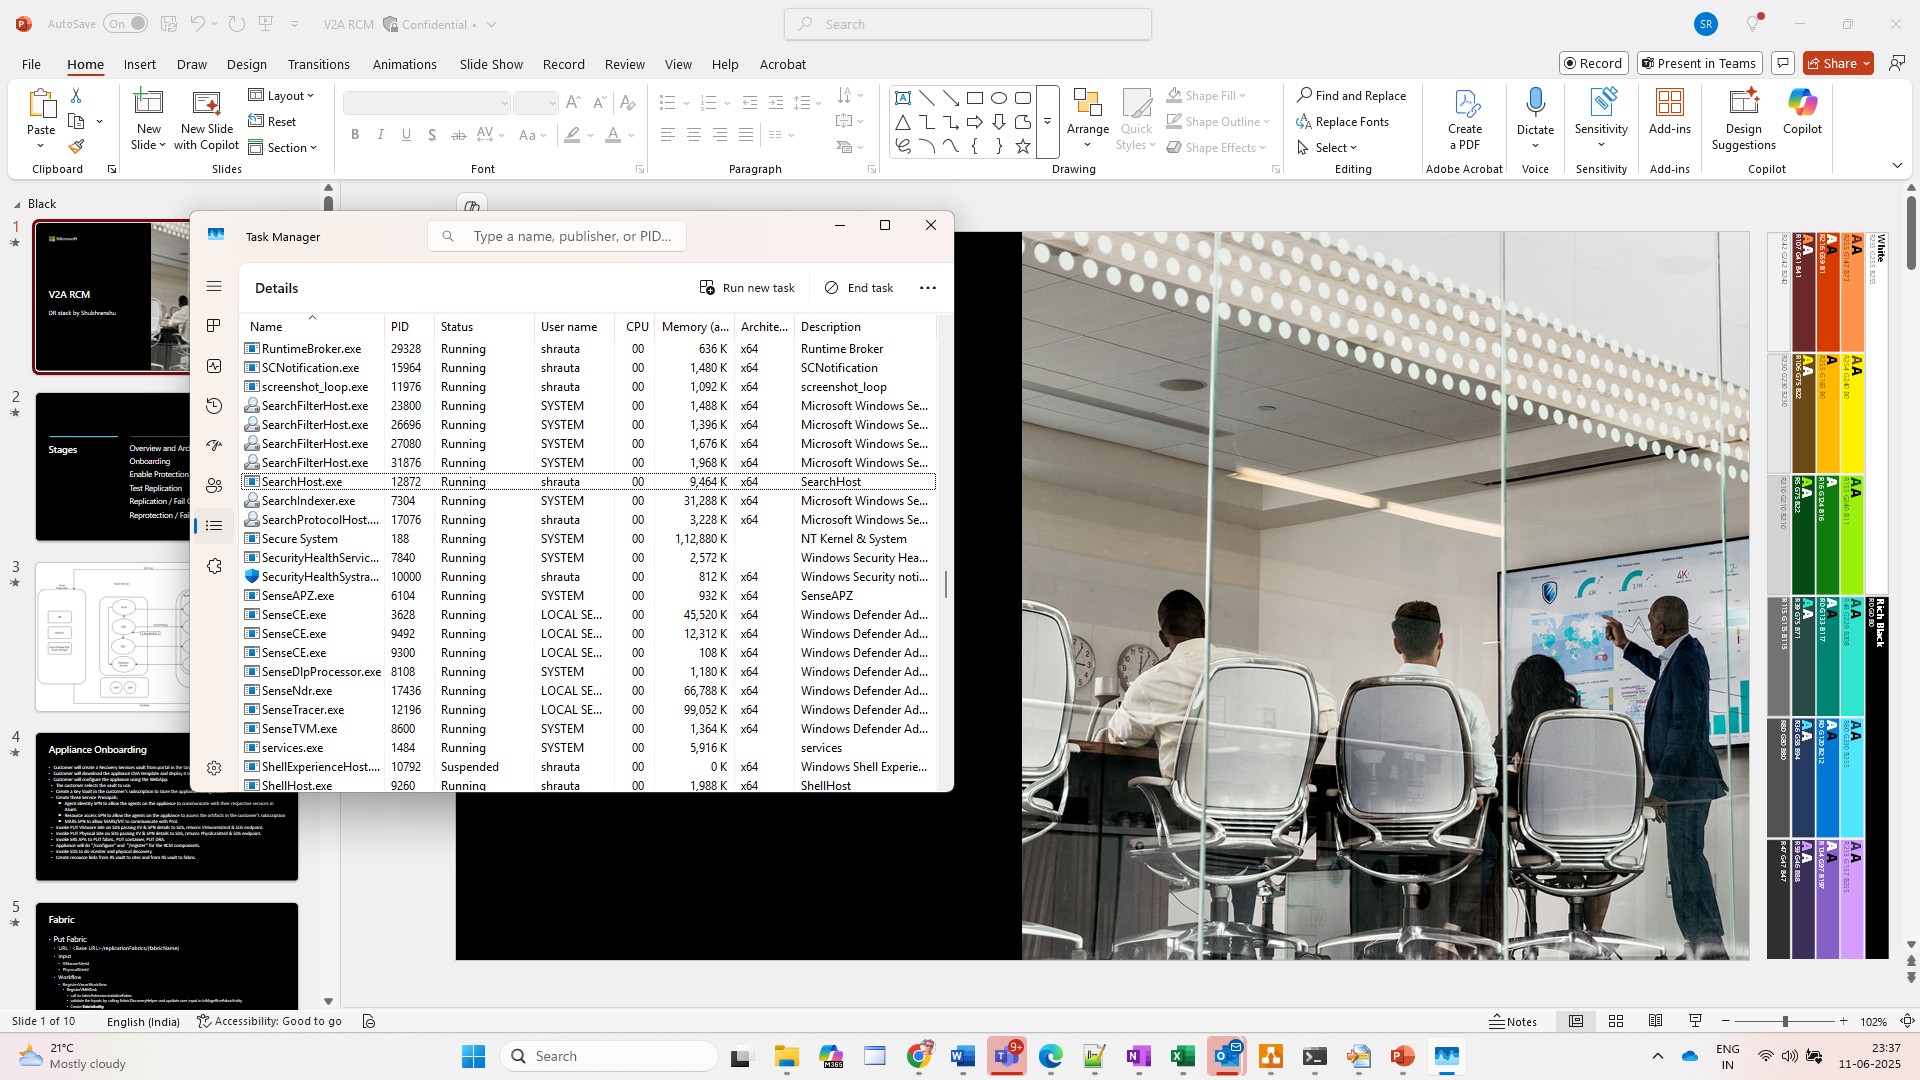 AutoSave On V2A RCM Confidential • Search SR
File Home Insert Draw Design Transitions Animations Slide Show Record Review View Help Acrobat Record Present in Teams Share
Paste New Slide New Slide with Copilot Layout Reset Section
Aa
Arrange Quick Styles Shape Fill Shape Outline Shape Effects
Find and Replace Replace Fonts Select
Create a PDF Dictate Sensitivity Add-ins Design Suggestions Copilot
Clipboard Slides Font Paragraph Drawing Editing Adobe Acrobat Voice Sensitivity Add-ins Copilot
Black
1
Microsoft
V2A RCM
DR stack by Shubhranshu
2
Stages
Onboarding
Enable Protection
Test Replication
3
4
Appliance Onboarding
5
Fabric
Put Fabric
URL : <Base URL>/replicationFabrics/{fabricName}
Input
Workflow
Task Manager Type a name, publisher, or PID...
Details Run new task End task
Name PID Status User name CPU Memory (a... Archite... Description
RuntimeBroker.exe 29328 Running shrauta 00 636 K x64 Runtime Broker
SCNotification.exe 15964 Running shrauta 00 1,480 K x64 SCNotification
screenshot_loop.exe 11976 Running shrauta 00 1,092 K x64 screenshot_loop
SearchFilterHost.exe 23800 Running SYSTEM 00 1,488 K x64 Microsoft Windows Se...
SearchFilterHost.exe 26696 Running SYSTEM 00 1,396 K x64 Microsoft Windows Se...
SearchFilterHost.exe 27080 Running SYSTEM 00 1,676 K x64 Microsoft Windows Se...
SearchFilterHost.exe 31876 Running SYSTEM 00 1,968 K x64 Microsoft Windows Se...
SearchHost.exe 12872 Running shrauta 00 9,464 K x64 SearchHost
SearchIndexer.exe 7304 Running SYSTEM 00 31,288 K x64 Microsoft Windows Se...
SearchProtocolHost.... 17076 Running shrauta 00 3,228 K x64 Microsoft Windows Se...
Secure System 188 Running SYSTEM 00 1,12,880 K NT Kernel & System
SecurityHealthServic... 7840 Running SYSTEM 00 2,572 K Windows Security Hea...
SecurityHealthSystra... 10000 Running shrauta 00 812 K x64 Windows Security noti...
SenseAPZ.exe 6104 Running SYSTEM 00 932 K x64 SenseAPZ
SenseCE.exe 3628 Running LOCAL SE... 00 45,520 K x64 Windows Defender Ad...
SenseCE.exe 9492 Running LOCAL SE... 00 12,312 K x64 Windows Defender Ad...
SenseCE.exe 9300 Running LOCAL SE... 00 108 K x64 Windows Defender Ad...
SenseDlpProcessor.exe 8108 Running SYSTEM 00 1,180 K x64 Windows Defender Ad...
SenseNdr.exe 17436 Running LOCAL SE... 00 66,788 K x64 Windows Defender Ad...
SenseTracer.exe 12196 Running LOCAL SE... 00 99,052 K x64 Windows Defender Ad...
SenseTVM.exe 8600 Running SYSTEM 00 1,364 K x64 Windows Defender Ad...
services.exe 1484 Running SYSTEM 00 5,916 K services
ShellExperienceHost.... 10792 Suspended shrauta 00 0 K x64 Windows Shell Experie...
ShellHost.exe 9260 Running shrauta 00 1,988 K x64 ShellHost
White
Rich Black
Slide 1 of 10 English (India) Accessibility: Good to go Notes 102%
21°C
Mostly cloudy
Search
M365
9+
ENG
IN
23:37
11-06-2025